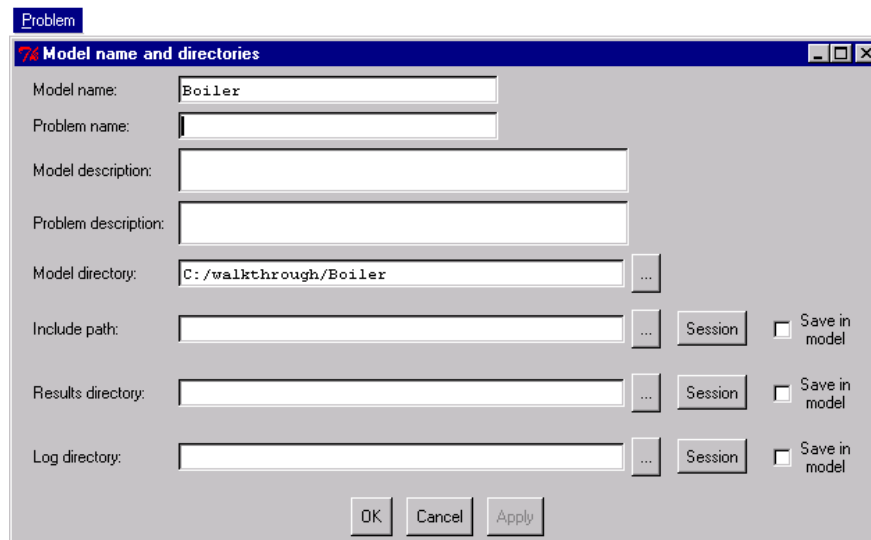 Problem
Model name and directories
Model name: Boiler
Problem name:
Model description:
Problem description:
Model directory: C:/walkthrough/Boiler ...
Include path: ... Session Save in
model
Results directory: ... Session Save in
model
Log directory: ... Session Save in
model
OK Cancel Apply